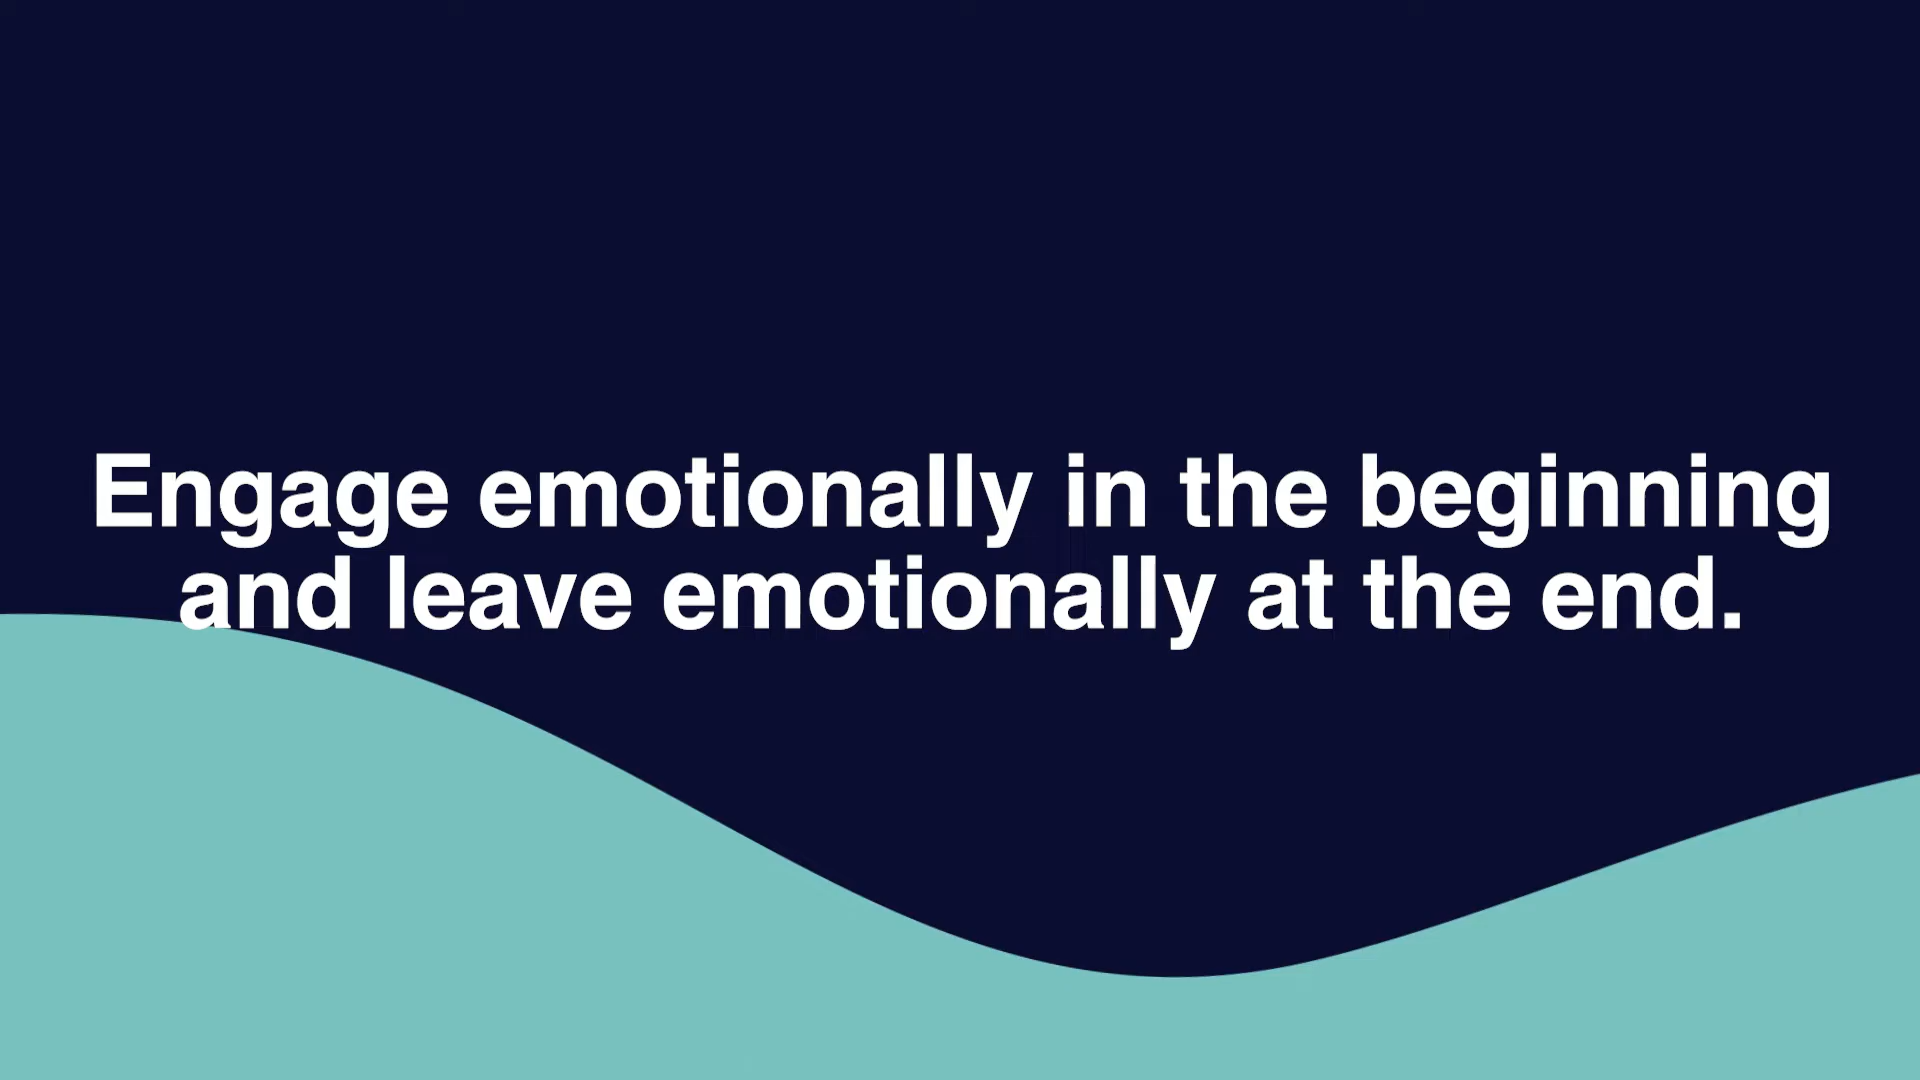 Engage emotionally in the beginning
and leave emotionally at the end.